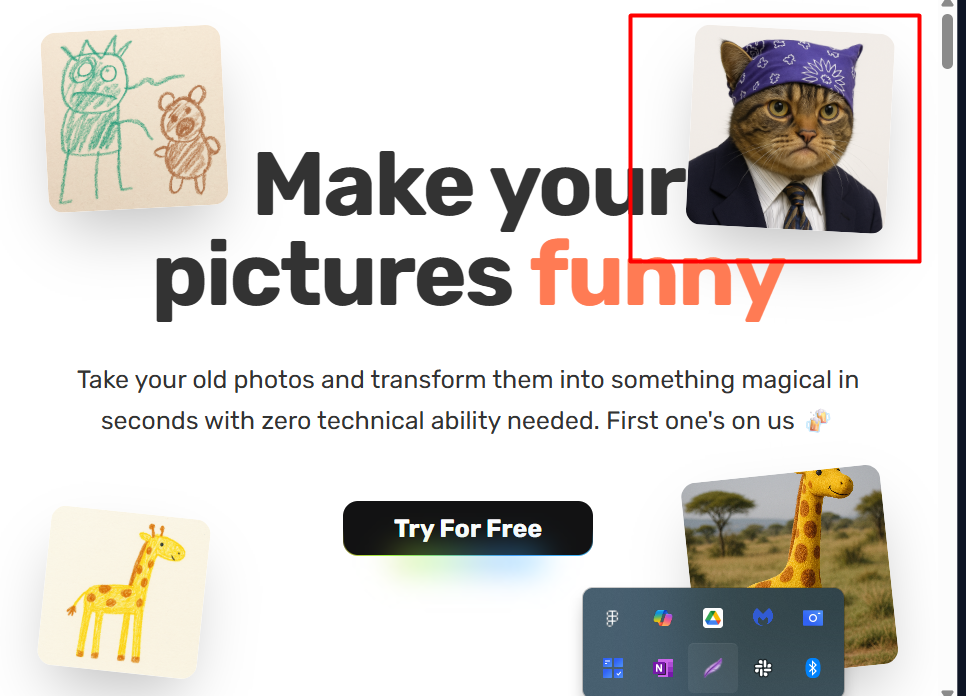 Make your
pictures funny
Take your old photos and transform them into something magical in
seconds with zero technical ability needed. First one's on us
Try For Free